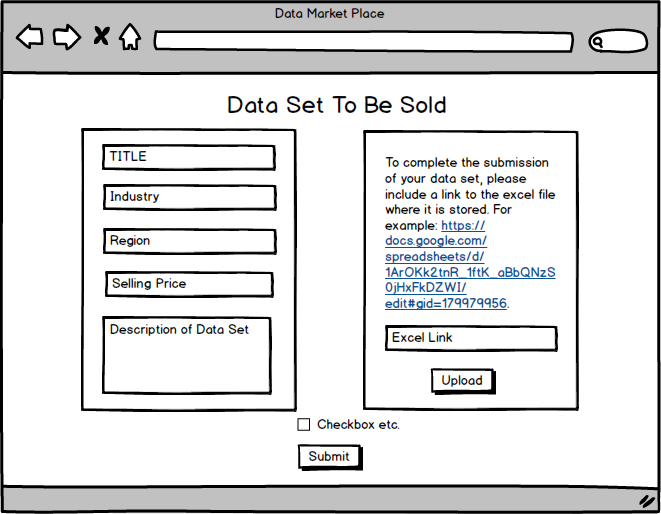 Data Market Place
Data Set To Be Sold
TITLE
Industry
Region
Selling Price
Description of Data Set
To complete the submission
of your data set, please
include a link to the excel file
where it is stored. For
example: https://
docs.google.com/
spreadsheets/d/
1ArOKk2tnR_1ftK_aBbQNzS
0jHxFkDZWI/
edit#gid=179979956.
Excel Link
Upload
Checkbox etc.
Submit